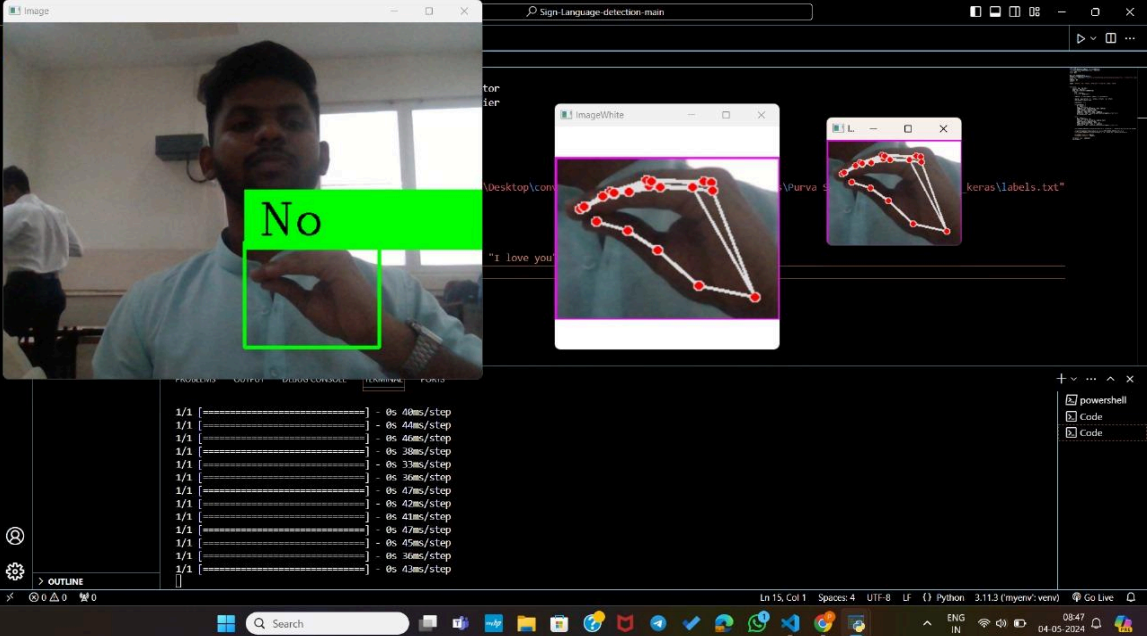 Image
Sign-Language-detection-main
tor
ier
ImageWhite
I.
\Desktop\con
\Purva S
_keras\labels.txt"
No
"I love you"
PROBLEMS OUTPUT DEBUG CONSOLE TERMINAL PORTS
powershell
Code
Code
1/1 [==============================] - 0s 40ms/step
1/1 [==============================] - 0s 44ms/step
1/1 [==============================] - 0s 46ms/step
1/1 [==============================] - 0s 38ms/step
1/1 [==============================] - 0s 33ms/step
1/1 [==============================] - 0s 36ms/step
1/1 [==============================] - 0s 47ms/step
1/1 [==============================] - 0s 42ms/step
1/1 [==============================] - 0s 41ms/step
1/1 [==============================] - 0s 47ms/step
1/1 [==============================] - 0s 45ms/step
1/1 [==============================] - 0s 36ms/step
1/1 [==============================] - 0s 43ms/step
OUTLINE
0 0 0 Ln 15, Col 1 Spaces: 4 UTF-8 LF {} Python 3.11.3 ('myenv': venv) Go Live
Search
ENG
IN
08:47
04-05-2024